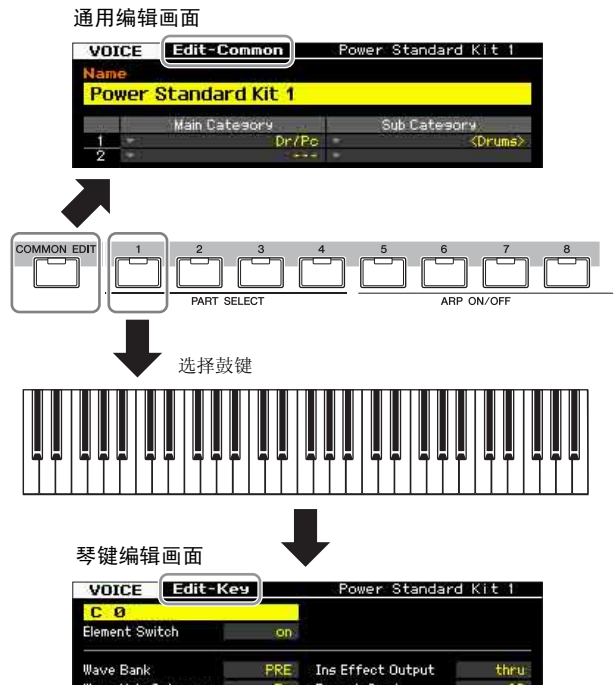 通用编辑画面
VOICE Edit-Common Power Standard Kit 1
Name
Power Standard Kit 1
Main Category Sub Category
1 Dr/Pc <Drums>
2 ---
COMMON EDIT 1 2 3 4 5 6 7 8
PART SELECT ARP ON/OFF
选择鼓键
琴键编辑画面
VOICE Edit-Key Power Standard Kit 1
C 0
Element Switch on
Wave Bank PRE Ins Effect Output thru